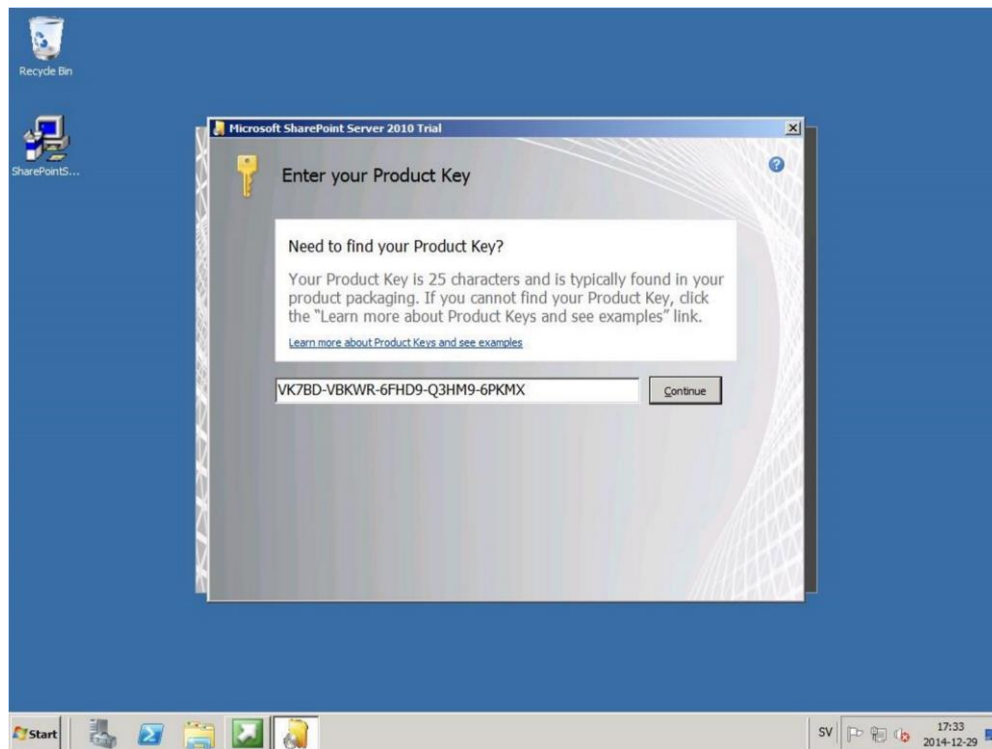 Recycle Bin
SharePointS...
Microsoft SharePoint Server 2010 Trial
Enter your Product Key
Need to find your Product Key?
Your Product Key is 25 characters and is typically found in your
product packaging. If you cannot find your Product Key, click
the "Learn more about Product Keys and see examples" link.
Learn more about Product Keys and see examples
VK7BD-VBKWR-6FHD9-Q3HM9-6PKMX
Continue
Start
SV
17:33
2014-12-29